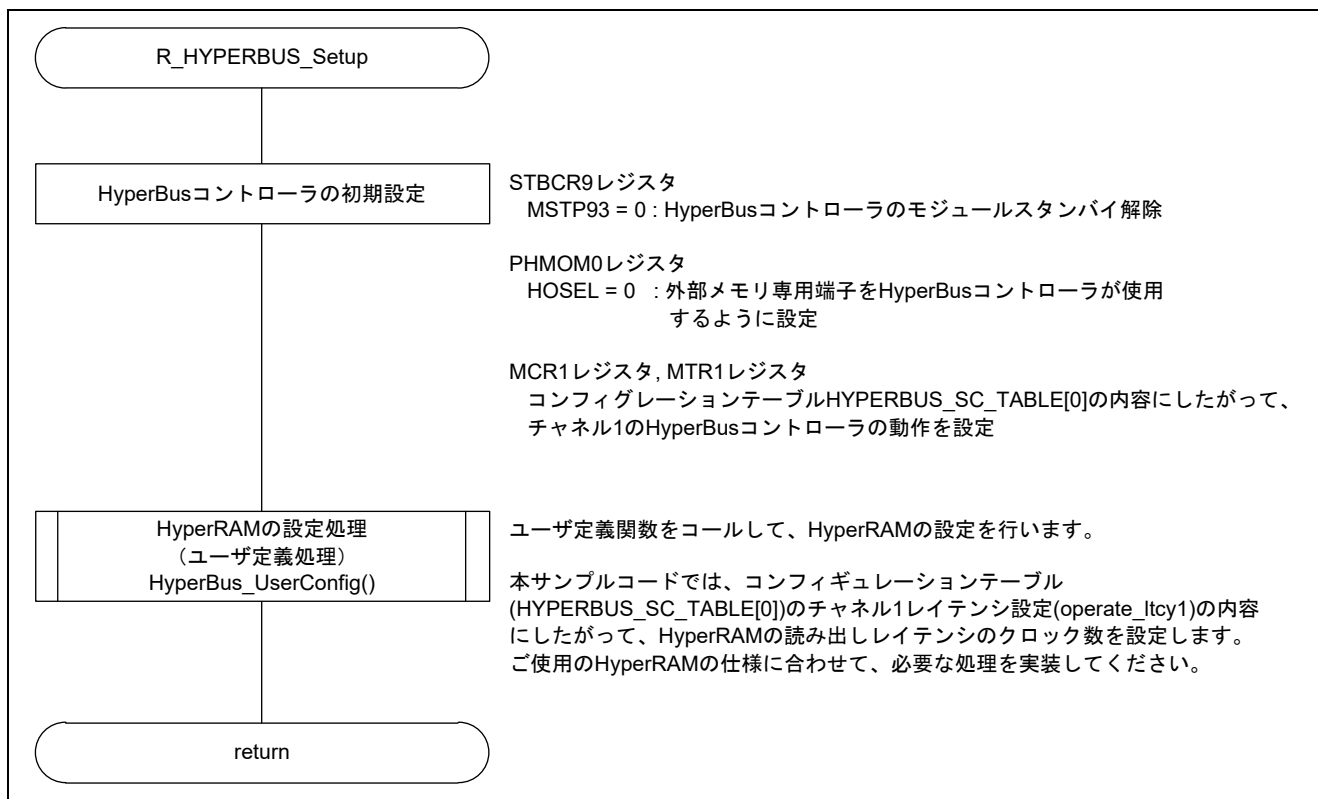 R_HYPERBUS_Setup
HyperBusコントローラの初期設定
STBCR9レジスタ
MSTP93 = 0 : HyperBusコントローラのモジュールスタンバイ解除
PHMOM0レジスタ
HOSEL = 0 : 外部メモリ専用端子をHyperBusコントローラが使用
するように設定
MCR1レジスタ, MTR1レジスタ
コンフィグレーションテーブルHYPERBUS_SC_TABLE[0]の内容にしたがって、
チャネル1のHyperBusコントローラの動作を設定
HyperRAMの設定処理
（ユーザ定義処理）
HyperBus_UserConfig()
ユーザ定義関数をコールして、HyperRAMの設定を行います。
本サンプルコードでは、コンフィギュレーションテーブル
(HYPERBUS_SC_TABLE[0])のチャネル1レイテンシ設定(operate_ltcy1)の内容
にしたがって、HyperRAMの読み出しレイテンシのクロック数を設定します。
ご使用のHyperRAMの仕様に合わせて、必要な処理を実装してください。
return